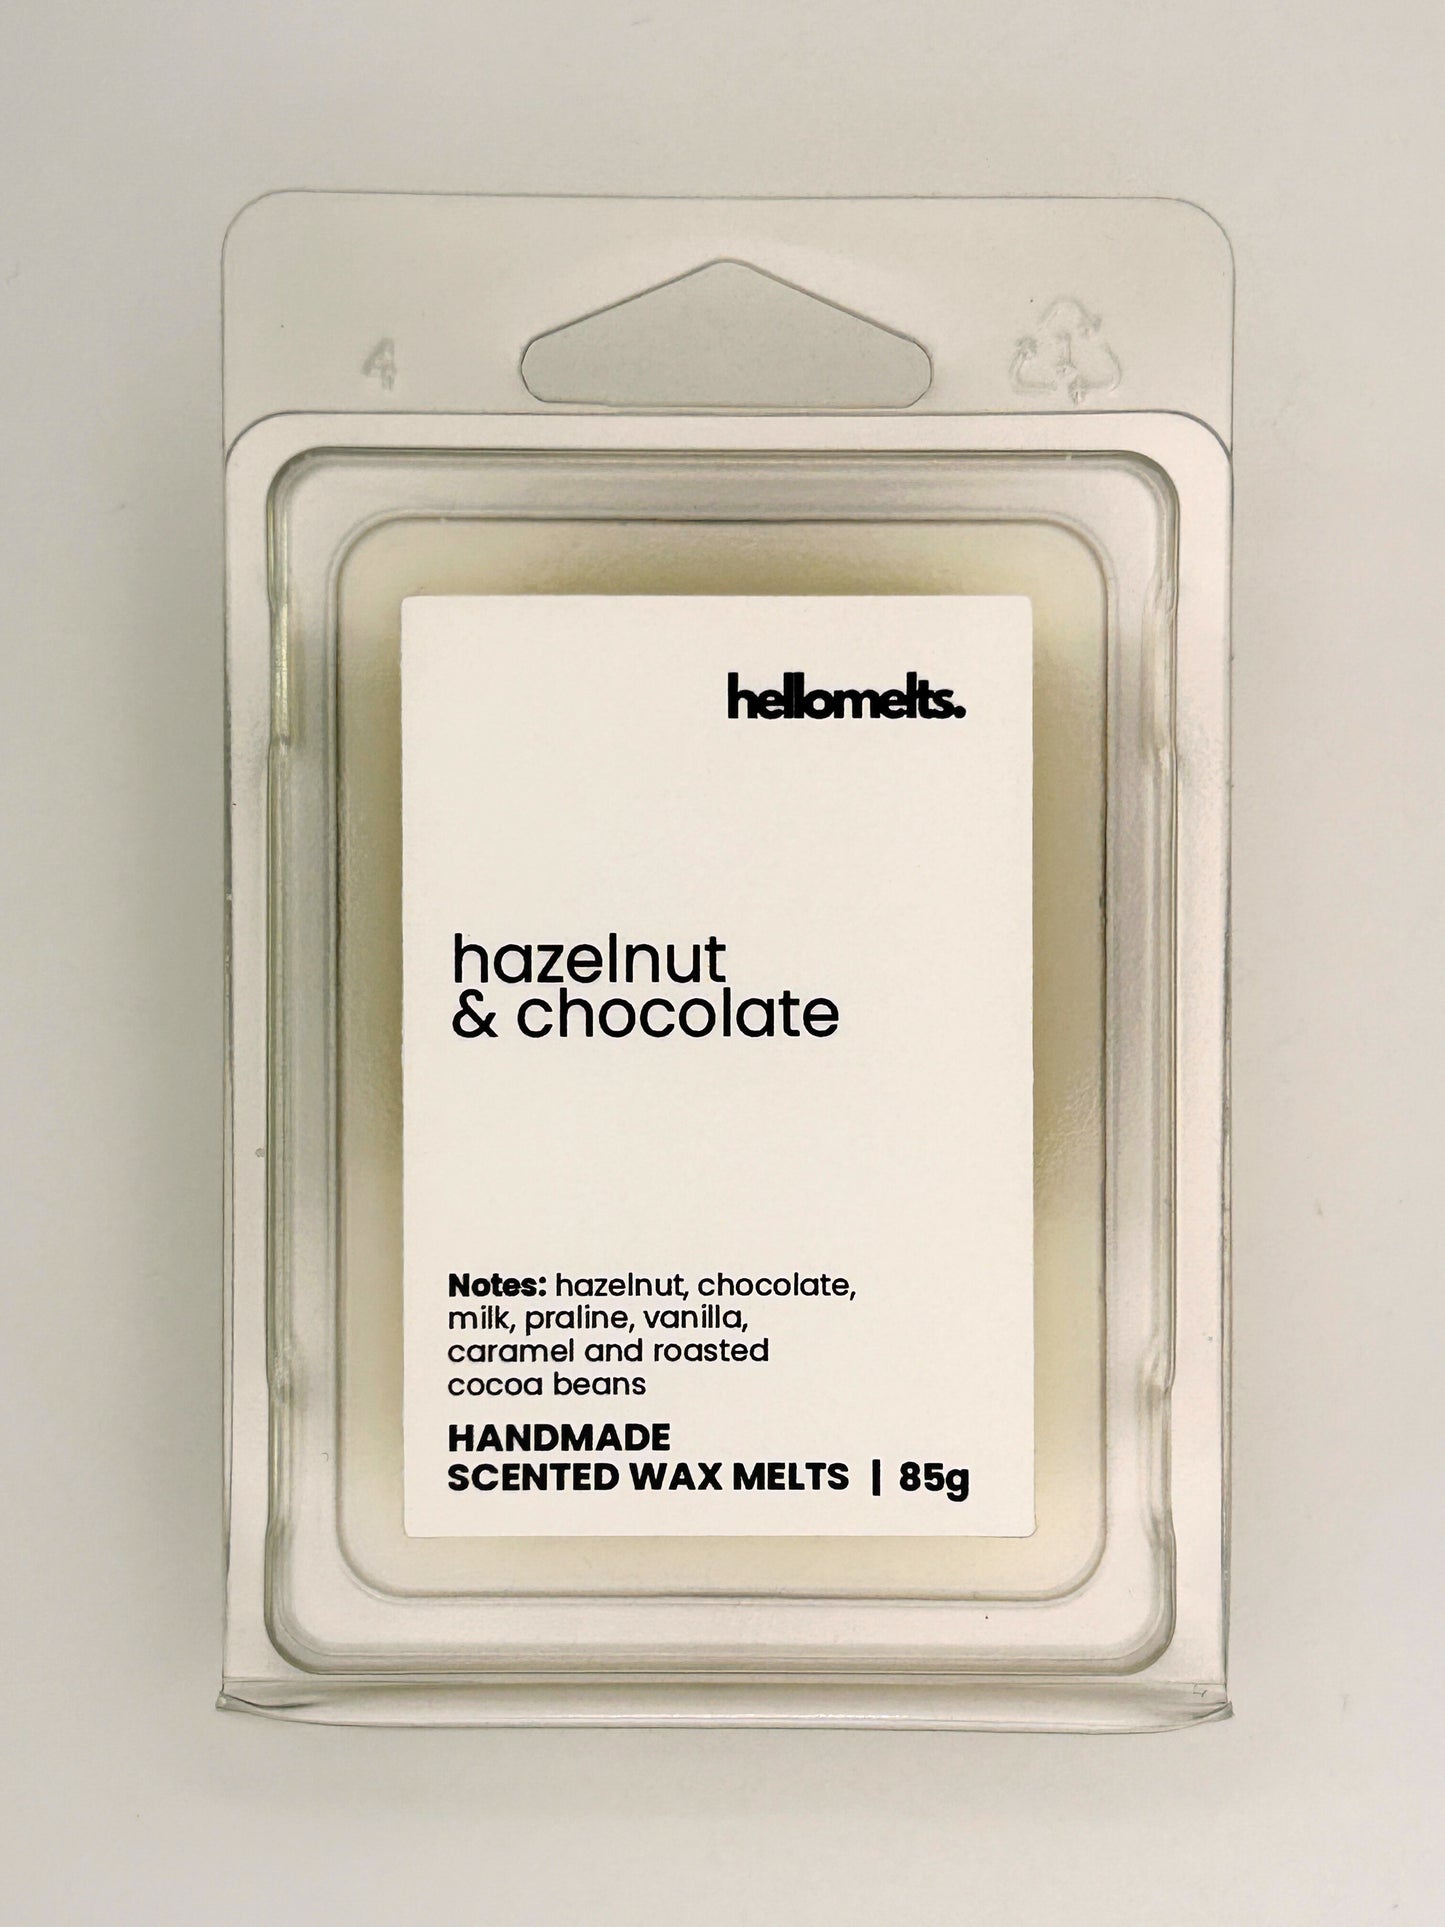 4
1
hellomelts.
hazelnut
& chocolate
Notes: hazelnut, chocolate,
milk, praline, vanilla,
caramel and roasted
cocoa beans
HANDMADE
SCENTED WAX MELTS | 85g